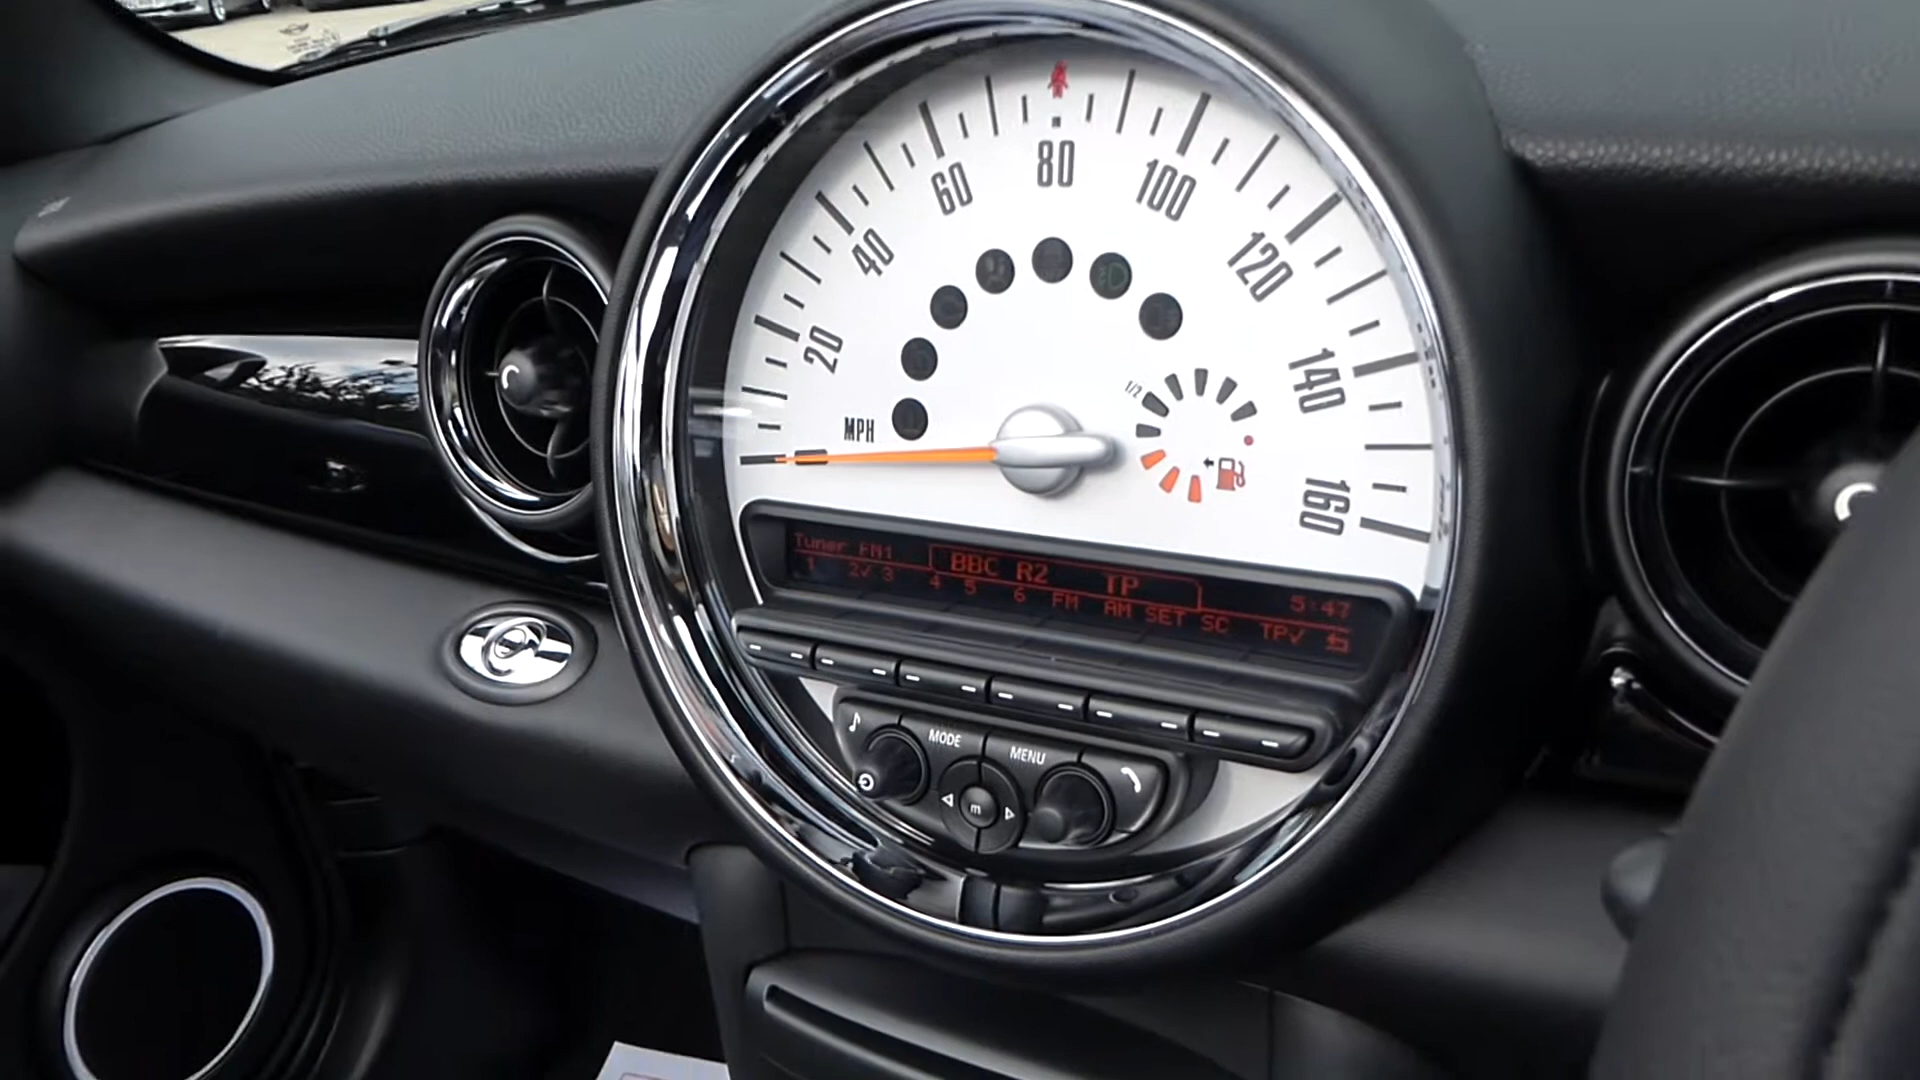 20
40
60
80
100
120
140
160
MPH
1/2
Tuner FM1
BBC R2 TP
5:47
1 2✓ 3 4 5 6 FM AM SET SC TP✓
MODE
MENU
m